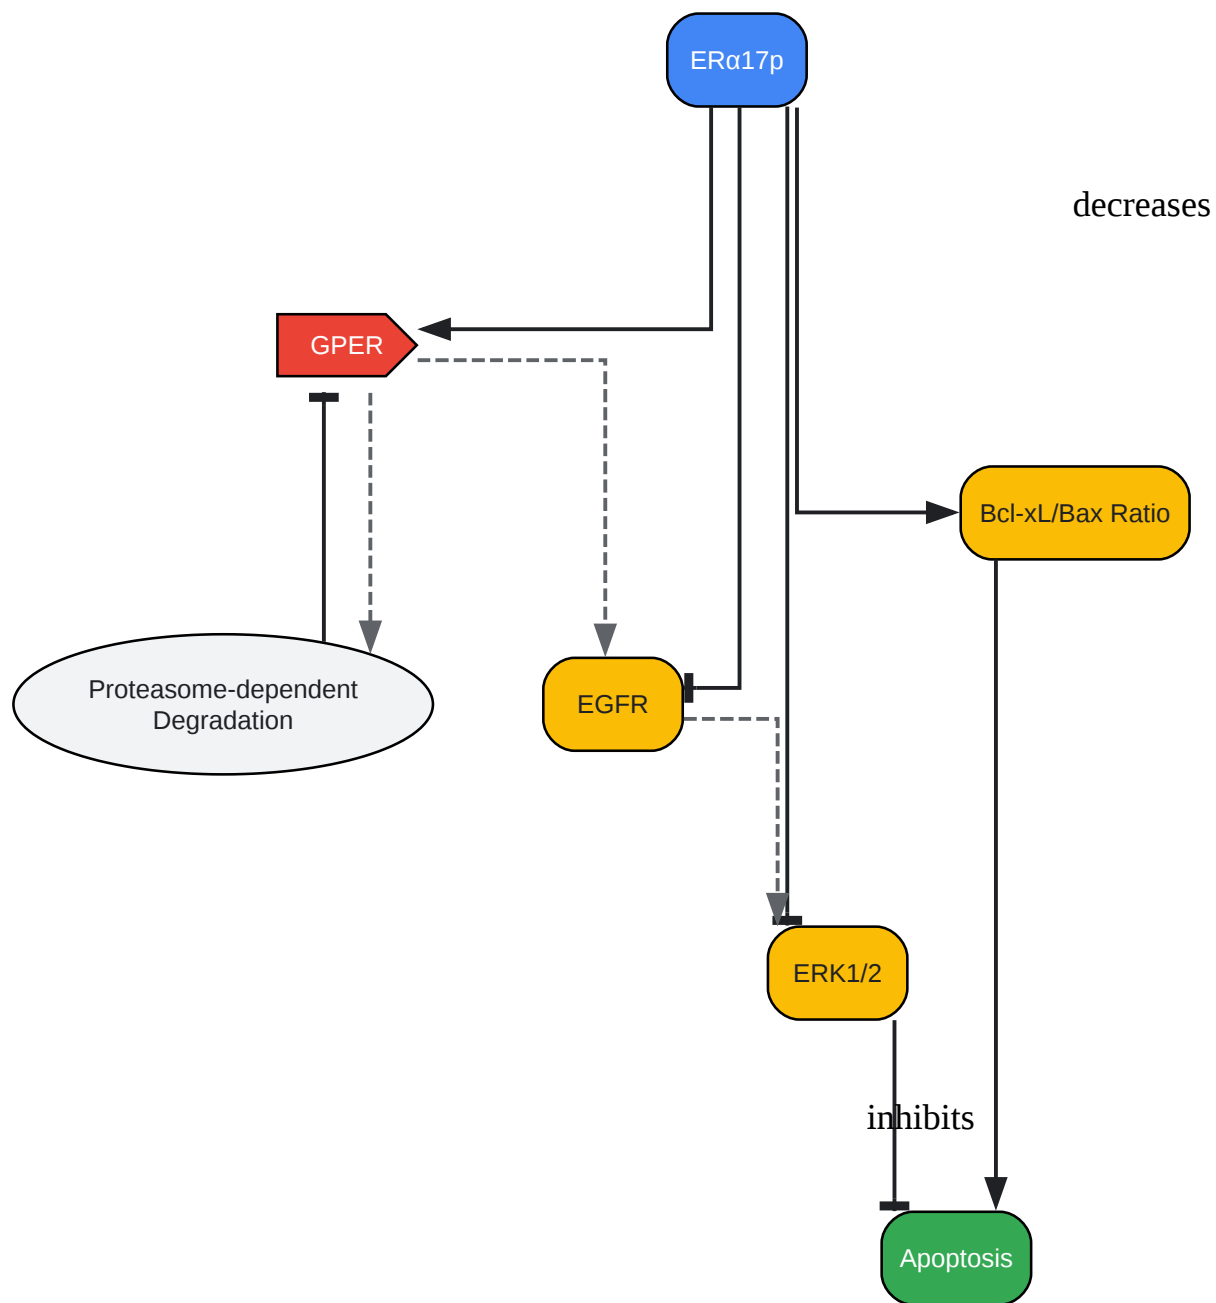 ERα17p
decreases
GPER
Bcl-xL/Bax Ratio
Proteasome-dependent
Degradation
EGFR
ERK1/2
inhibits
Apoptosis